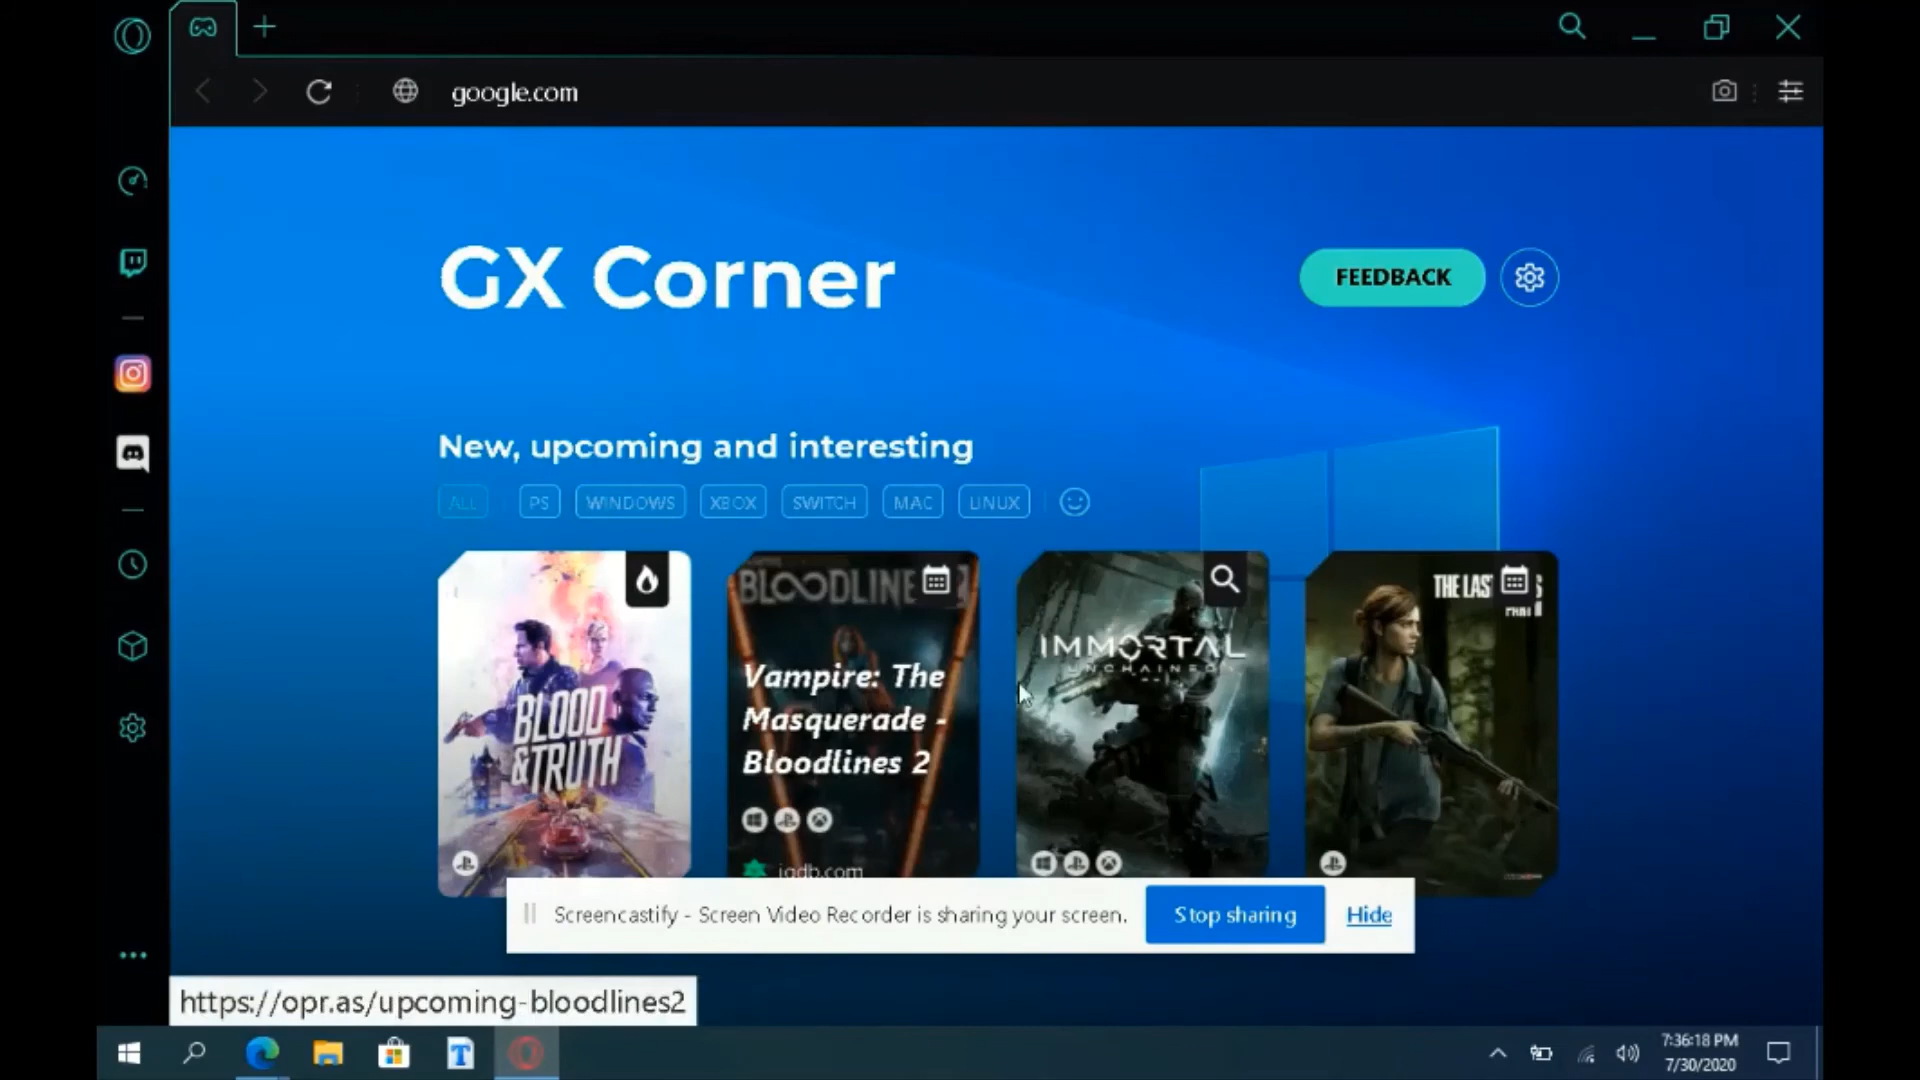 google.com
GX Corner
FEEDBACK
New, upcoming and interesting
ALL PS WINDOWS XBOX SWITCH MAC LINUX
BLOOD
&TRUTH
BLOODLINE
Vampire: The
Masquerade -
Bloodlines 2
igdb.com
IMMORTAL
UNCHAINED
THE LAS
PART II
Screencastify - Screen Video Recorder is sharing your screen.
Stop sharing
Hide
https://opr.as/upcoming-bloodlines2
7:36:18 PM
7/30/2020